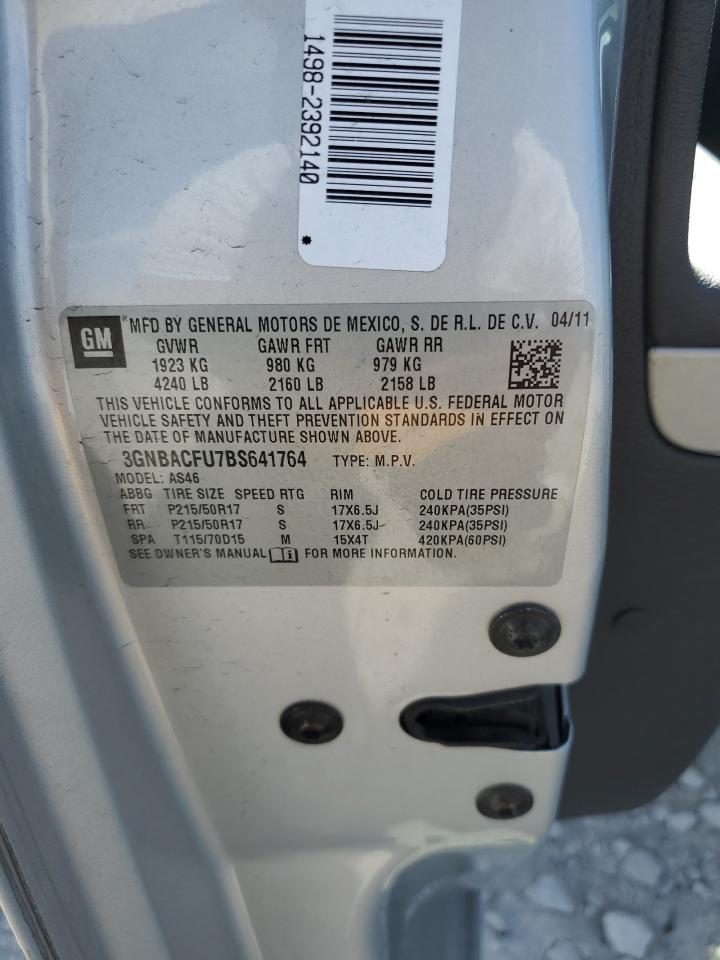 1498-2392140
*
GM ® MFD BY GENERAL MOTORS DE MEXICO, S. DE R.L. DE C.V. 04/11
GVWR GAWR FRT GAWR RR
1923 KG 980 KG 979 KG
4240 LB 2160 LB 2158 LB
THIS VEHICLE CONFORMS TO ALL APPLICABLE U.S. FEDERAL MOTOR
VEHICLE SAFETY AND THEFT PREVENTION STANDARDS IN EFFECT ON
THE DATE OF MANUFACTURE SHOWN ABOVE.
3GNBACFU7BS641764 TYPE: M.P.V.
MODEL: AS46
ABBG TIRE SIZE SPEED RTG RIM COLD TIRE PRESSURE
FRT P215/50R17 S 17X6.5J 240KPA(35PSI)
RR P215/50R17 S 17X6.5J 240KPA(35PSI)
SPA T115/70D15 M 15X4T 420KPA(60PSI)
SEE OWNER'S MANUAL i FOR MORE INFORMATION.